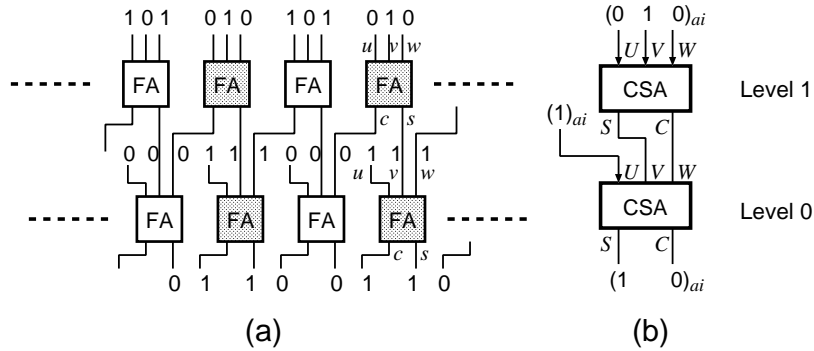 1 0 1 0 1 0 1 0 1 0 1 0 (0 1 0)ai
u v w U V W
FA FA FA FA CSA Level 1
c s (1)ai S C
0 0 0 1 1 1 0 0 0 1 1 1
u v w U V W
FA FA FA FA CSA Level 0
c s S C
0 1 1 0 0 1 1 0 (1 0)ai
(a) (b)